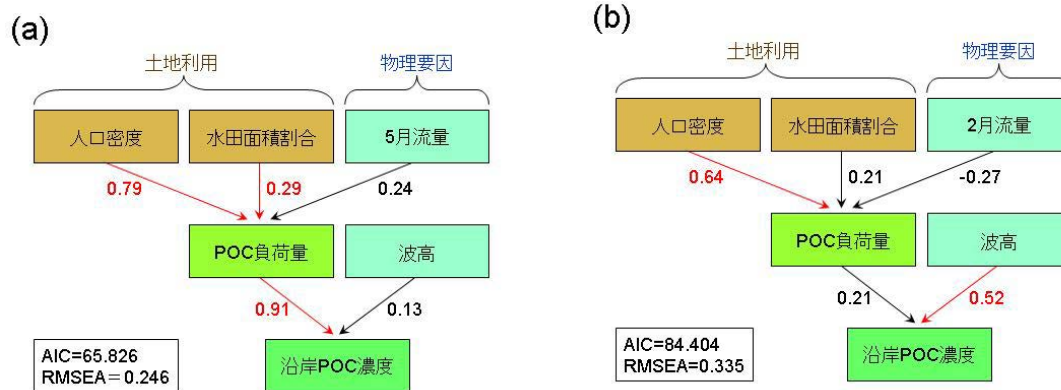 (a)
土地利用
物理要因
人口密度
水田面積割合
5月流量
0.79
0.29
0.24
POC負荷量
波高
0.91
0.13
沿岸POC濃度
AIC=65.826
RMSEA=0.246
(b)
土地利用
物理要因
人口密度
水田面積割合
2月流量
0.64
0.21
-0.27
POC負荷量
波高
0.21
0.52
沿岸POC濃度
AIC=84.404
RMSEA=0.335